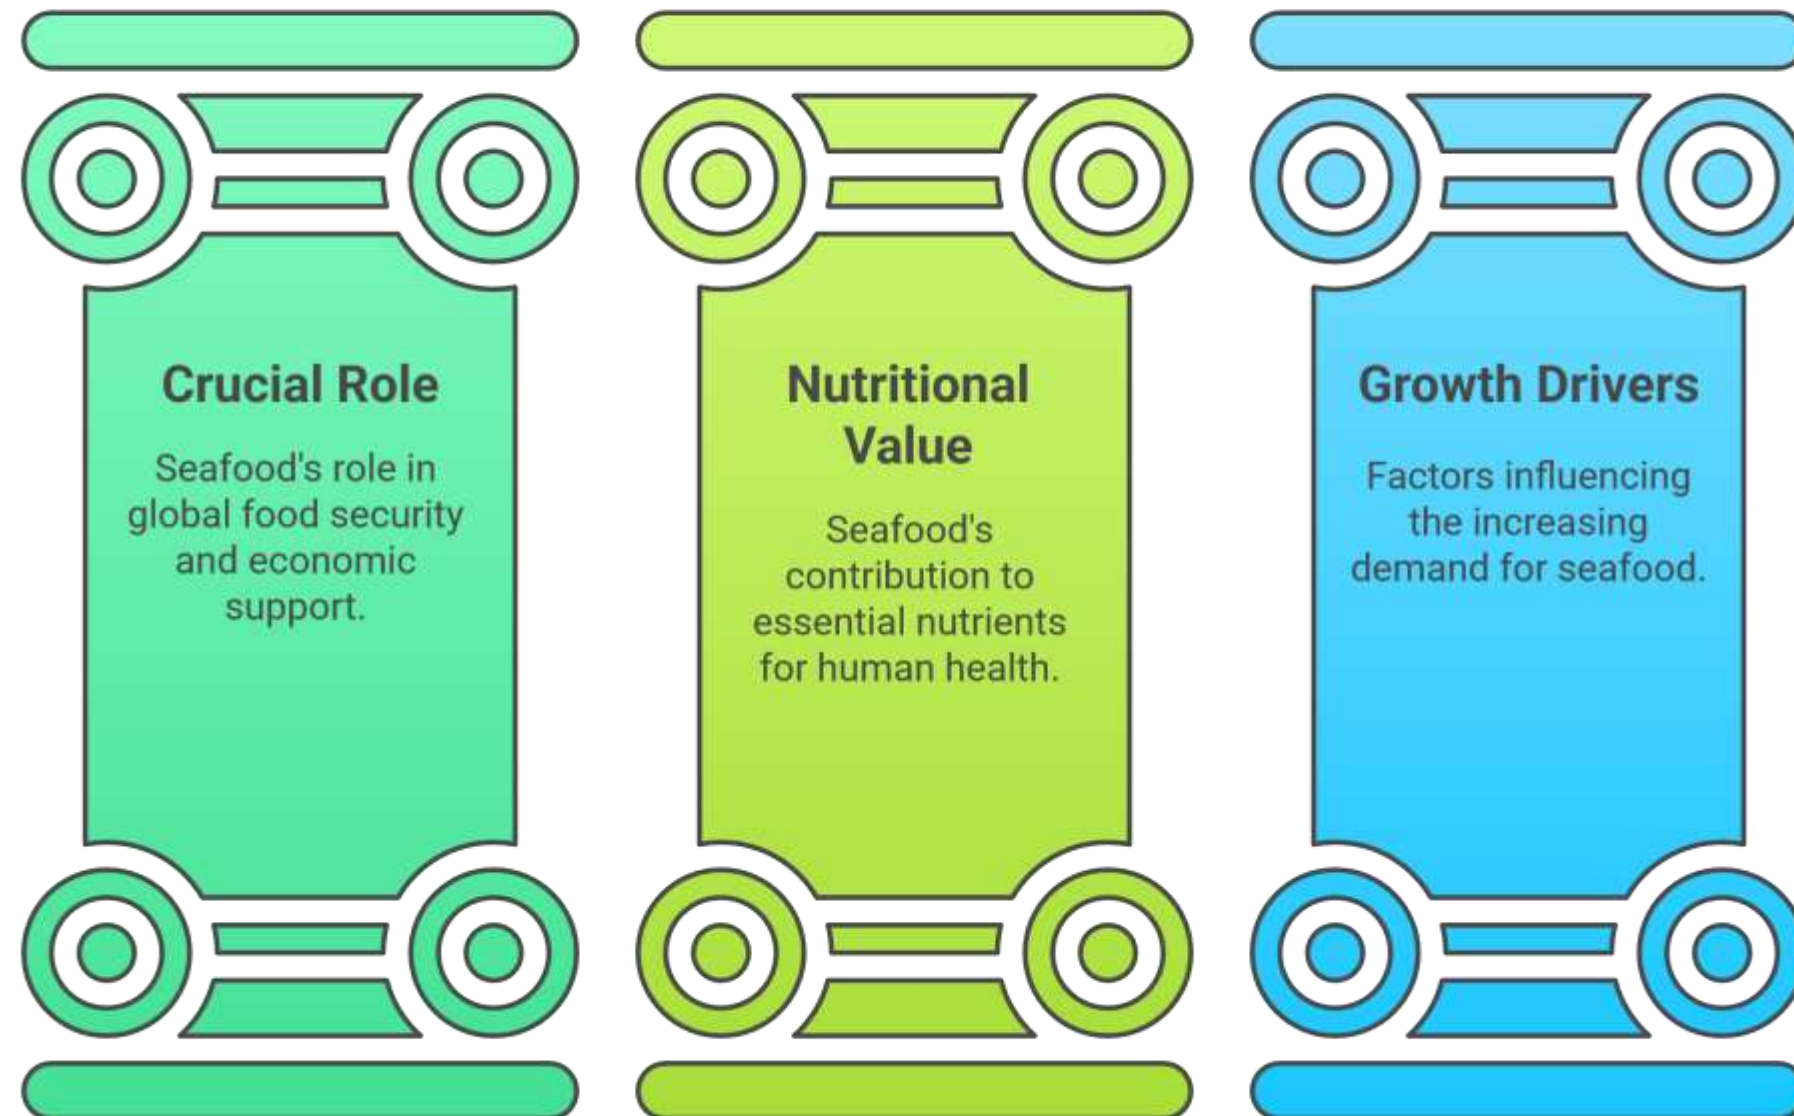 Crucial Role
Seafood's role in
global food security
and economic
support.
Nutritional
Value
Seafood's
contribution to
essential nutrients
for human health.
Growth Drivers
Factors influencing
the increasing
demand for seafood.